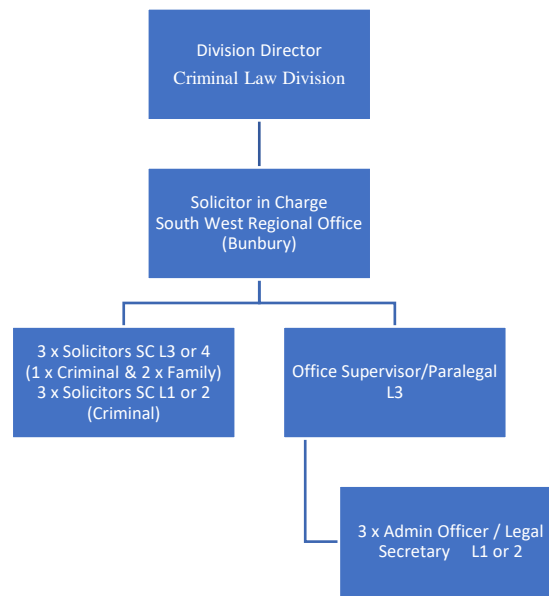 Division Director
Criminal Law Division
Solicitor in Charge
South West Regional Office
(Bunbury)
3 x Solicitors SC L3 or 4
(1 x Criminal & 2 x Family)
3 x Solicitors SC L1 or 2
(Criminal)
Office Supervisor/Paralegal
L3
3 x Admin Officer / Legal
Secretary L1 or 2